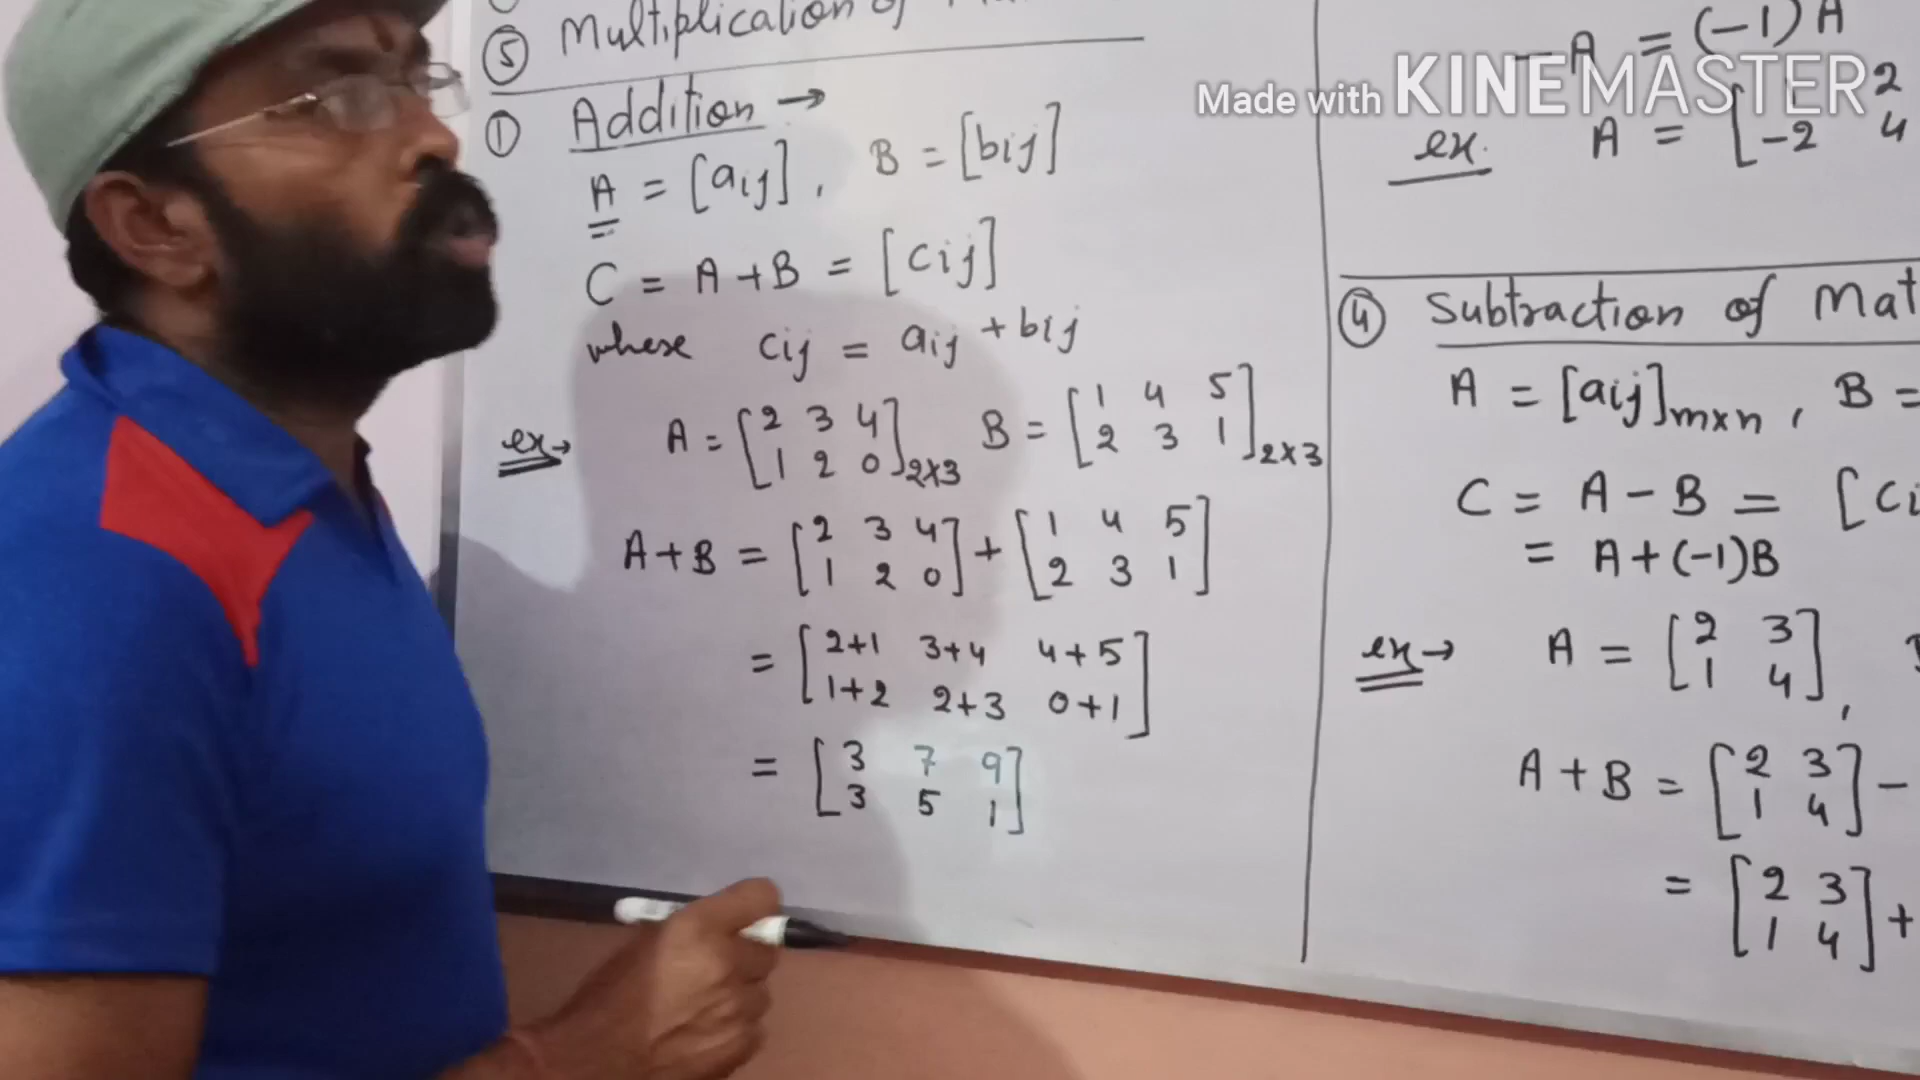 ⑤ Multiplication of
① Addition →
A = [aij], B = [bij]
C = A + B = [cij]
where cij = aij + bij
ex→ A = [2 3 4
1 2 0]2×3 B = [1 4 5
2 3 1]2×3
A+B = [2 3 4
1 2 0] + [1 4 5
2 3 1]
= [2+1 3+4 4+5
1+2 2+3 0+1]
= [3 7 9
3 5 1]
-A = (-1)A
Made with KINEMASTER
ex. A = [1 2
-2 4
④ Subtraction of Mat
A = [aij]m×n, B =
C = A - B = [ci
= A+(-1)B
ex→ A = [2 3
1 4],
A + B = [2 3
1 4] -
= [2 3
1 4] +